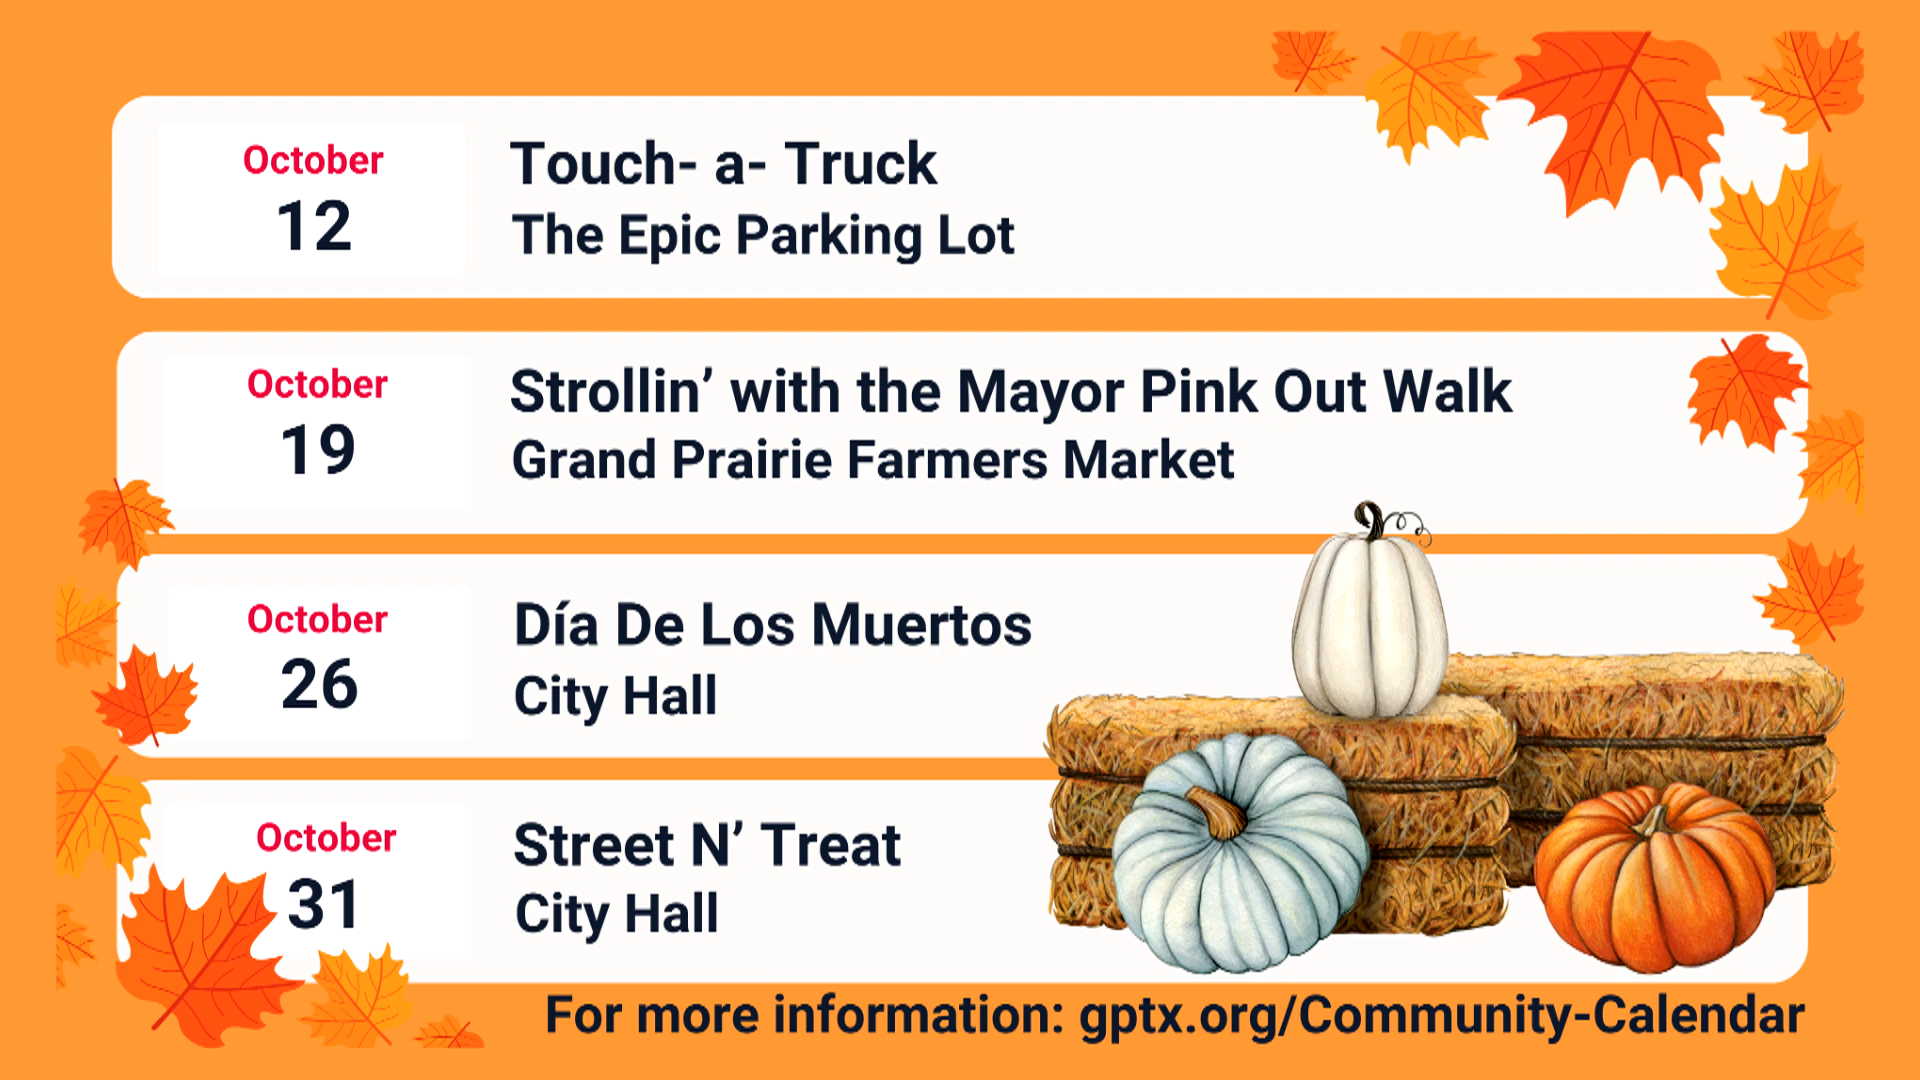 October
12
Touch- a- Truck
The Epic Parking Lot
October
19
Strollin’ with the Mayor Pink Out Walk
Grand Prairie Farmers Market
October
26
Día De Los Muertos
City Hall
October
31
Street N’ Treat
City Hall
For more information: gptx.org/Community-Calendar